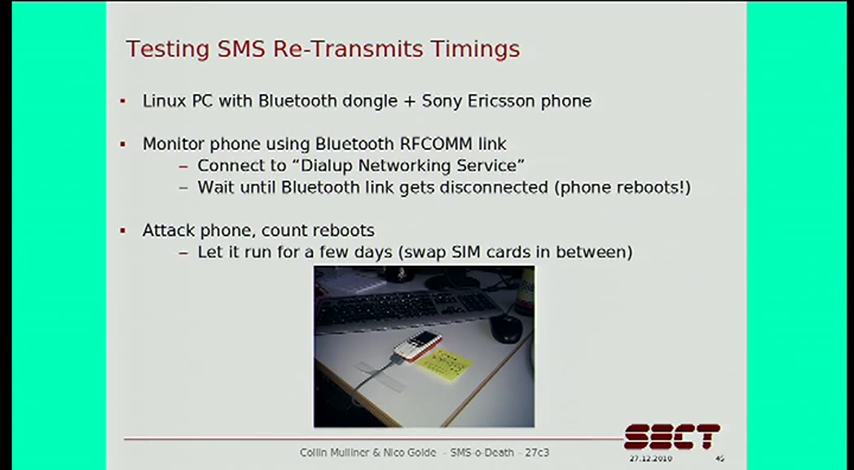 Testing SMS Re-Transmits Timings
Linux PC with Bluetooth dongle + Sony Ericsson phone
Monitor phone using Bluetooth RFCOMM link
– Connect to “Dialup Networking Service”
– Wait until Bluetooth link gets disconnected (phone reboots!)
Attack phone, count reboots
– Let it run for a few days (swap SIM cards in between)
SECT
Collin Mulliner & Nico Golde - SMS-o-Death - 27c3
27.12.2010 45